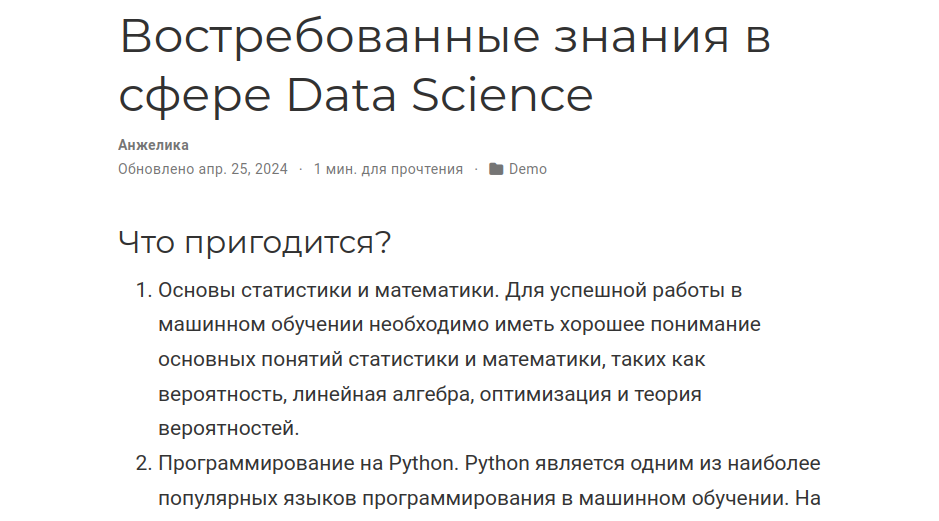 Востребованные знания в
сфере Data Science
Анжелика
Обновлено апр. 25, 2024 · 1 мин. для прочтения · Demo
Что пригодится?
1. Основы статистики и математики. Для успешной работы в
машинном обучении необходимо иметь хорошее понимание
основных понятий статистики и математики, таких как
вероятность, линейная алгебра, оптимизация и теория
вероятностей.
2. Программирование на Python. Python является одним из наиболее
популярных языков программирования в машинном обучении. На